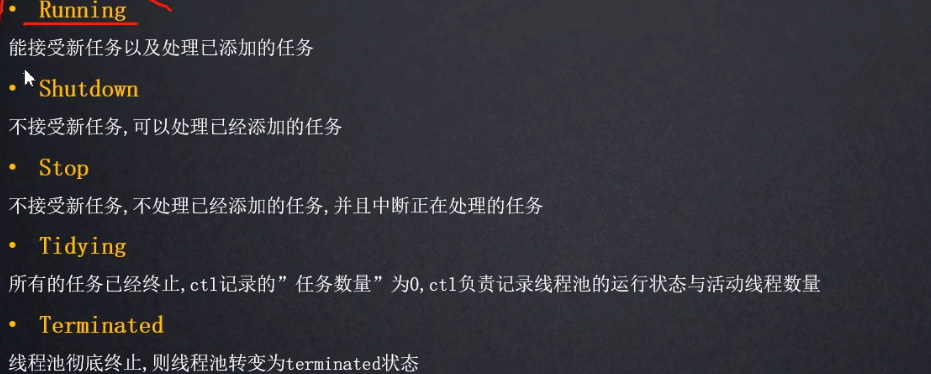 • Running
能接受新任务以及处理已添加的任务
• Shutdown
不接受新任务,可以处理已经添加的任务
• Stop
不接受新任务,不处理已经添加的任务,并且中断正在处理的任务
• Tidying
所有的任务已经终止,ctl记录的”任务数量”为0,ctl负责记录线程池的运行状态与活动线程数量
• Terminated
线程池彻底终止,则线程池转变为terminated状态